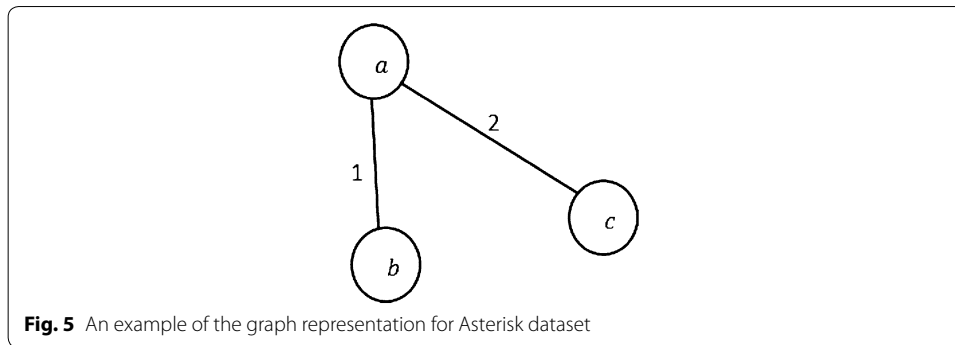 a
2
1
c
b
Fig. 5 An example of the graph representation for Asterisk dataset